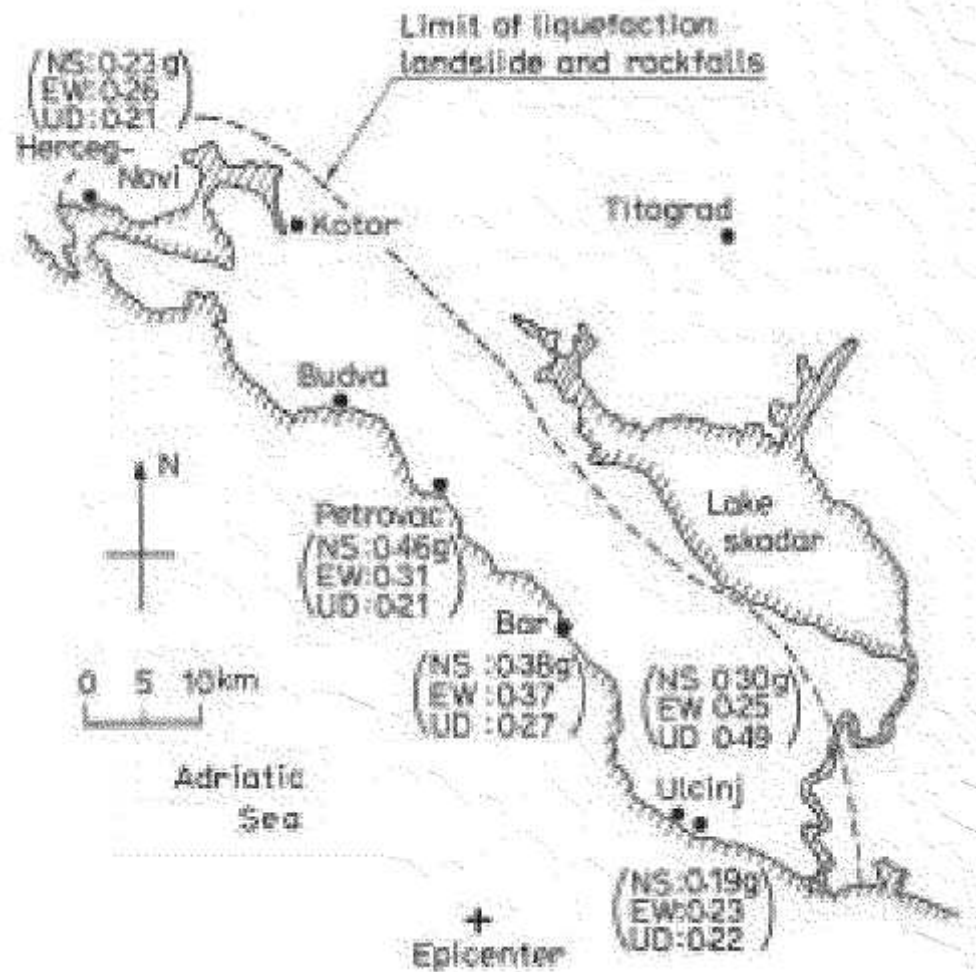 Limit of liquefaction
landslide and rockfalls
(NS:0.23g)
(EW:0.26)
(UD:0.21)
Herceg-
Novi
Kotor
Titograd
Budva
N
Petrovac
(NS:0.46g)
(EW:0.31)
(UD:0.21)
Lake
skadar
Bar
(NS:0.38g)
(EW:0.37)
(UD:0.27)
(NS 0.30g)
(EW 0.25)
(UD 0.49)
0 5 10km
Adriatic
Sea
Ulcinj
(NS:0.19g)
(EW:0.23)
(UD:0.22)
Epicenter